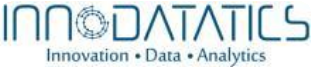 INNODATATICS
Innovation • Data • Analytics